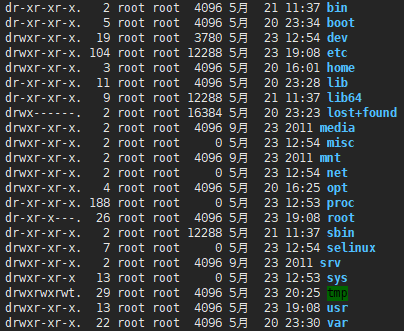 dr-xr-xr-x. 2 root root 4096 5月 21 11:37 bin
dr-xr-xr-x. 5 root root 4096 5月 20 23:34 boot
drwxr-xr-x. 19 root root 3780 5月 23 12:54 dev
drwxr-xr-x. 104 root root 12288 5月 23 19:08 etc
drwxr-xr-x. 3 root root 4096 5月 20 16:01 home
dr-xr-xr-x. 11 root root 4096 5月 20 23:28 lib
dr-xr-xr-x. 9 root root 12288 5月 21 11:37 lib64
drwx------. 2 root root 16384 5月 20 23:23 lost+found
drwxr-xr-x. 2 root root 4096 9月 23 2011 media
drwxr-xr-x. 2 root root 0 5月 23 12:54 misc
drwxr-xr-x. 2 root root 4096 9月 23 2011 mnt
drwxr-xr-x. 2 root root 0 5月 23 12:54 net
drwxr-xr-x. 4 root root 4096 5月 20 16:25 opt
dr-xr-xr-x. 188 root root 0 5月 23 12:53 proc
dr-xr-x---. 26 root root 4096 5月 23 19:08 root
dr-xr-xr-x. 2 root root 12288 5月 21 11:37 sbin
drwxr-xr-x. 7 root root 0 5月 23 12:54 selinux
drwxr-xr-x. 2 root root 4096 9月 23 2011 srv
drwxr-xr-x 13 root root 0 5月 23 12:53 sys
drwxrwxrwt. 29 root root 4096 5月 23 20:25 tmp
drwxr-xr-x. 13 root root 4096 5月 23 19:08 usr
drwxr-xr-x. 22 root root 4096 5月 20 23:30 var